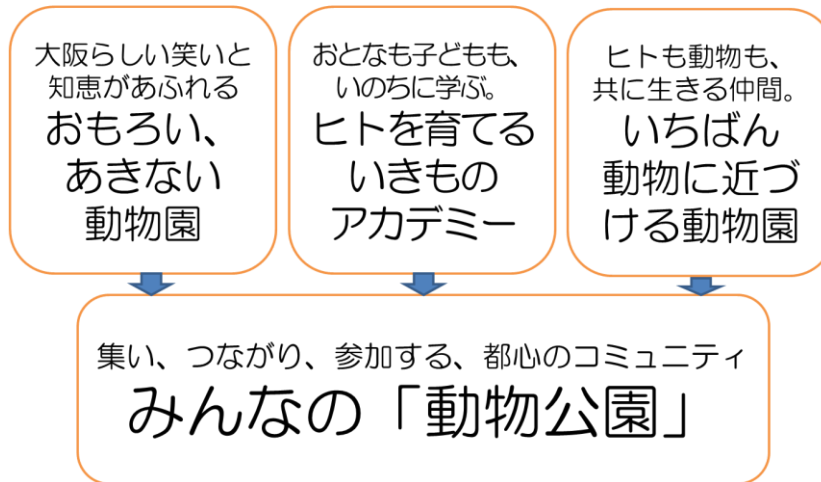 大阪らしい笑いと
知恵があふれる
おもろい、
あきない
動物園
おとなも子どもも、
いのちに学ぶ。
ヒトを育てる
いきもの
アカデミー
ヒトも動物も、
共に生きる仲間。
いちばん
動物に近づ
ける動物園
集い、つながり、参加する、都心のコミュニティ
みんなの「動物公園」